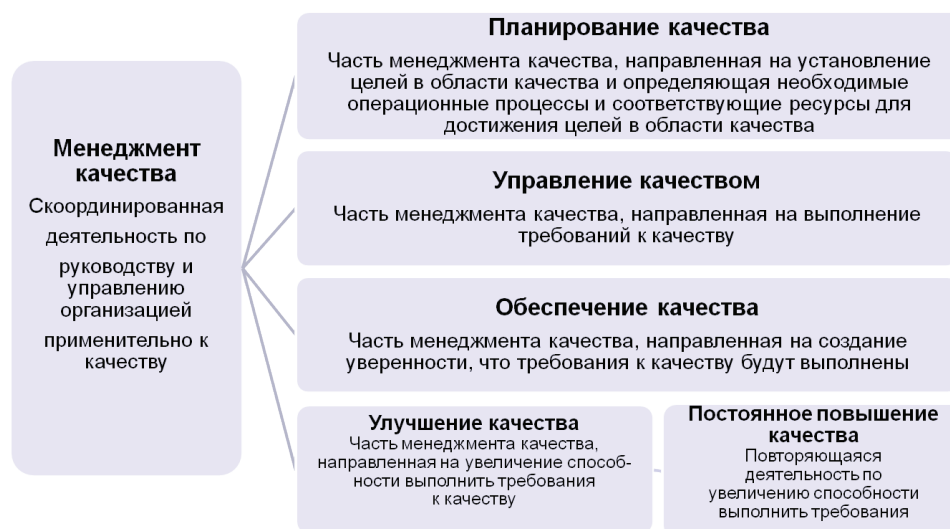 Менеджмент
качества
Скоординированная
деятельность по
руководству и
управлению
организацией
применительно к
качеству
Планирование качества
Часть менеджмента качества, направленная на установление
целей в области качества и определяющая необходимые
операционные процессы и соответствующие ресурсы для
достижения целей в области качества
Управление качеством
Часть менеджмента качества, направленная на выполнение
требований к качеству
Обеспечение качества
Часть менеджмента качества, направленная на создание
уверенности, что требования к качеству будут выполнены
Улучшение качества
Часть менеджмента качества,
направленная на увеличение способ-
ности выполнить требования
к качеству
Постоянное повышение
качества
Повторяющаяся
деятельность по
увеличению способности
выполнить требования